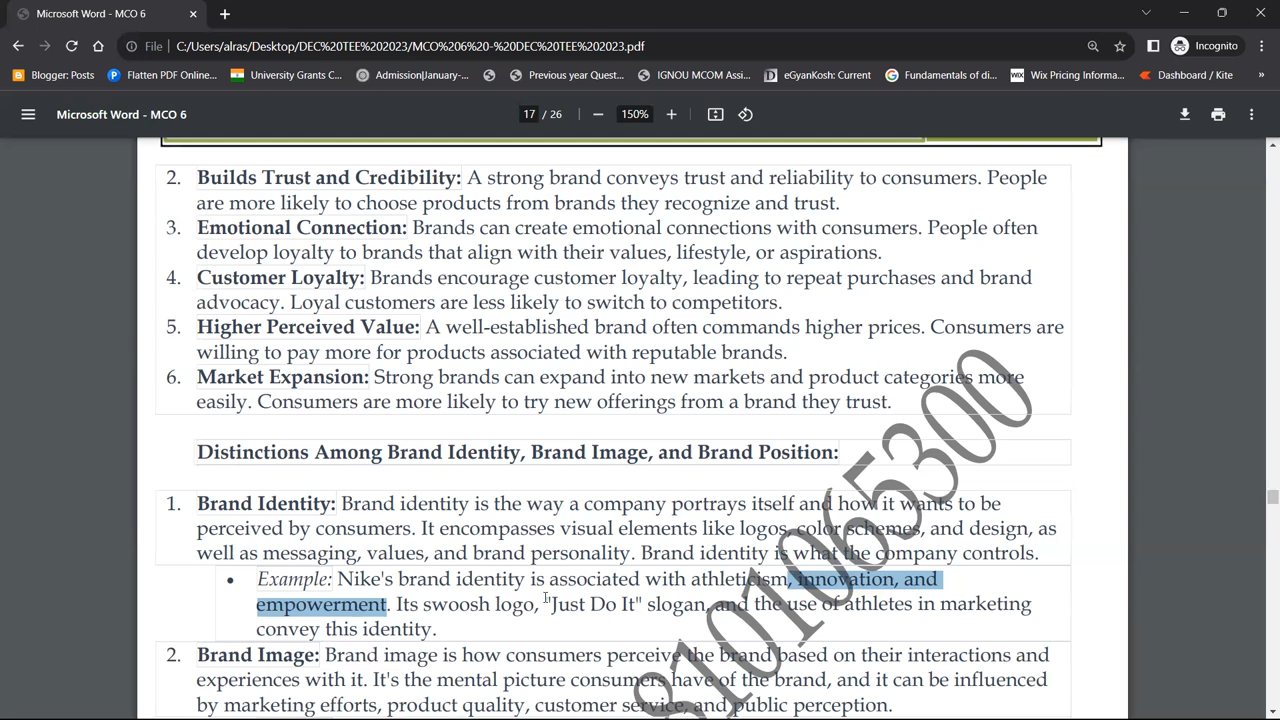 Microsoft Word - MCO 6
File
C:/Users/alras/Desktop/DEC%20TEE%202023/MCO%206%20-%20DEC%20TEE%202023.pdf
Incognito
Blogger: Posts
Flatten PDF Online...
University Grants C...
Admission|January-...
Previous year Quest...
IGNOU MCOM Assi...
eGyanKosh: Current
Fundamentals of di...
Wix Pricing Informa...
Dashboard / Kite
»
Microsoft Word - MCO 6
17 / 26
150%
2. Builds Trust and Credibility: A strong brand conveys trust and reliability to consumers. People
are more likely to choose products from brands they recognize and trust.
3. Emotional Connection: Brands can create emotional connections with consumers. People often
develop loyalty to brands that align with their values, lifestyle, or aspirations.
4. Customer Loyalty: Brands encourage customer loyalty, leading to repeat purchases and brand
advocacy. Loyal customers are less likely to switch to competitors.
5. Higher Perceived Value: A well-established brand often commands higher prices. Consumers are
willing to pay more for products associated with reputable brands.
6. Market Expansion: Strong brands can expand into new markets and product categories more
easily. Consumers are more likely to try new offerings from a brand they trust.
Distinctions Among Brand Identity, Brand Image, and Brand Position:
1. Brand Identity: Brand identity is the way a company portrays itself and how it wants to be
perceived by consumers. It encompasses visual elements like logos, color schemes, and design, as
well as messaging, values, and brand personality. Brand identity is what the company controls.
• Example: Nike's brand identity is associated with athleticism, innovation, and
empowerment. Its swoosh logo, "Just Do It" slogan, and the use of athletes in marketing
convey this identity.
2. Brand Image: Brand image is how consumers perceive the brand based on their interactions and
experiences with it. It's the mental picture consumers have of the brand, and it can be influenced
by marketing efforts, product quality, customer service, and public perception.
8101065300